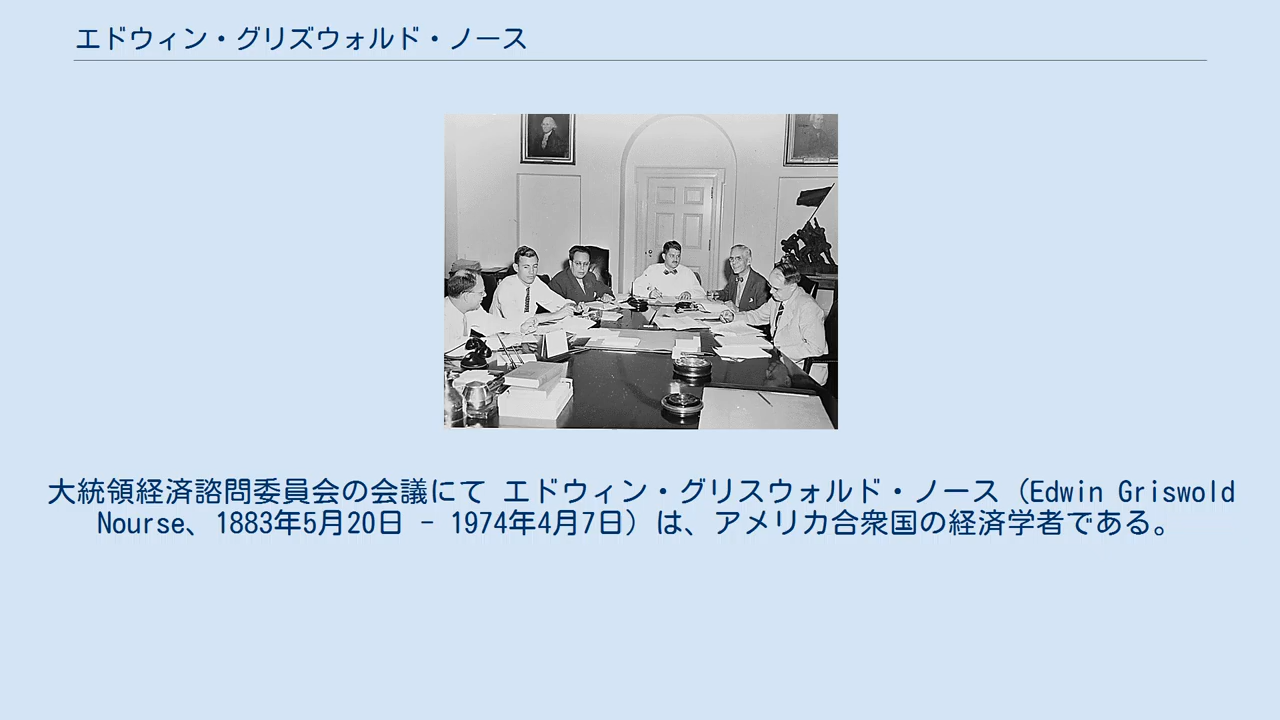 エドウィン・グリズウォルド・ノース
大統領経済諮問委員会の会議にて エドウィン・グリスウォルド・ノース（Edwin Griswold
Nourse、1883年5月20日 - 1974年4月7日）は、アメリカ合衆国の経済学者である。